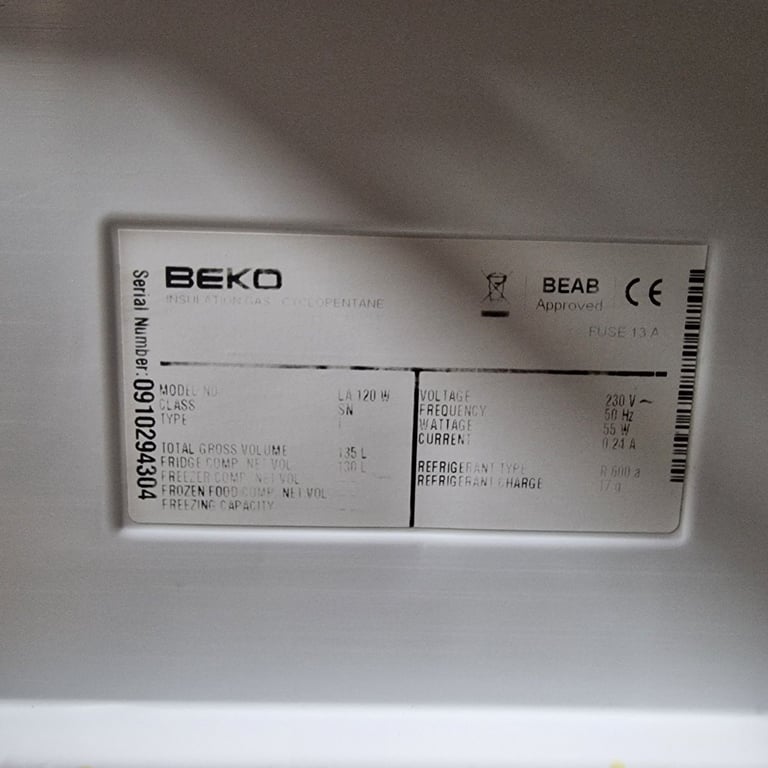 BEKO
INSULATION GAS : CYCLOPENTANE
BEAB
Approved
CE
FUSE 13 A
Serial Number: 0910294304
MODEL NO LA 120 W
CLASS SN
TYPE I
TOTAL GROSS VOLUME 135 L
FRIDGE COMP. NET VOL 130 L
FREEZER COMP. NET VOL
FROZEN FOOD COMP. NET VOL
FREEZING CAPACITY
VOLTAGE 230 V ~
FREQUENCY 50 Hz
WATTAGE 55 W
CURRENT 0.24 A
REFRIGERANT TYPE R 600 a
REFRIGERANT CHARGE 17 g